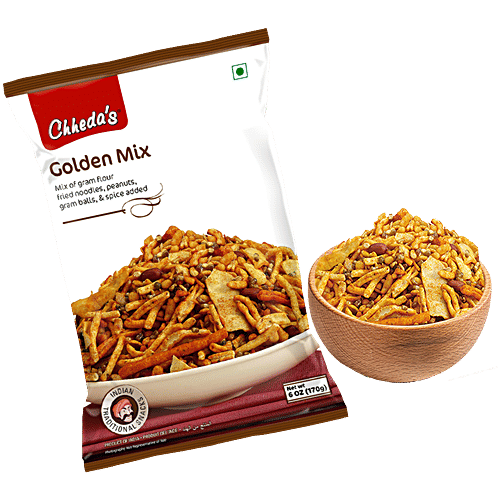 Chheda's
Golden Mix
Mix of gram flour
fried noodles, peanuts,
gram balls, & spice added
INDIAN TRADITIONAL SNACKS
Net wt
6 OZ (170g)